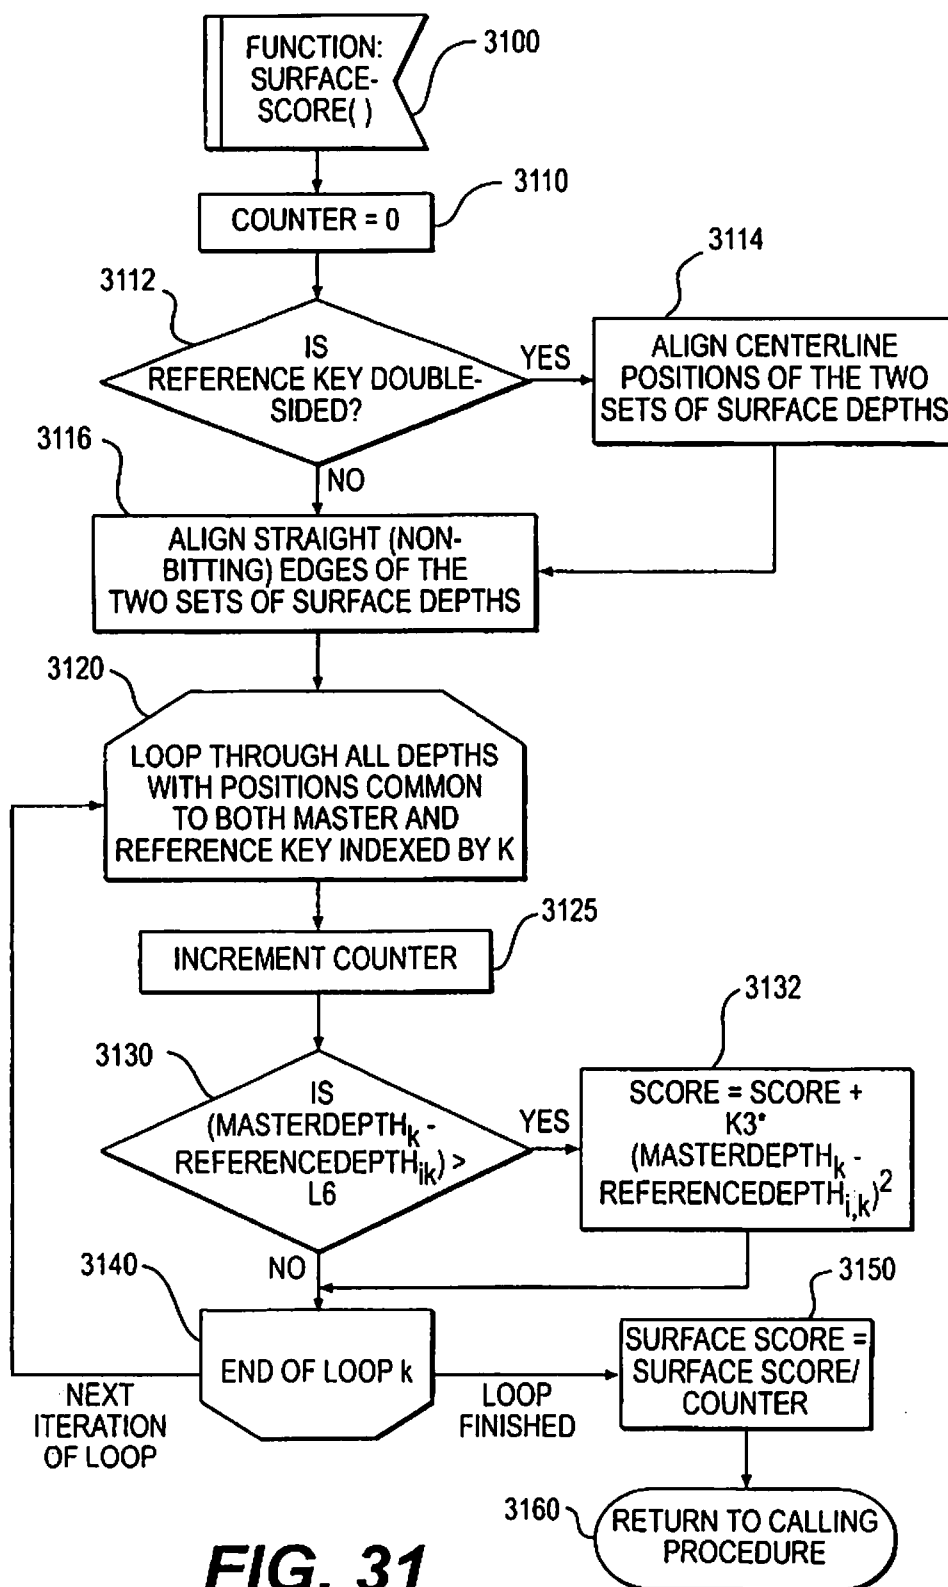 FUNCTION:
SURFACE-
SCORE( )
3100
COUNTER = 0
3110
3112
IS
REFERENCE KEY DOUBLE-
SIDED?
YES
NO
3114
ALIGN CENTERLINE
POSITIONS OF THE TWO
SETS OF SURFACE DEPTHS
3116
ALIGN STRAIGHT (NON-
BITTING) EDGES OF THE
TWO SETS OF SURFACE DEPTHS
3120
LOOP THROUGH ALL DEPTHS
WITH POSITIONS COMMON
TO BOTH MASTER AND
REFERENCE KEY INDEXED BY K
3125
INCREMENT COUNTER
3130
IS
(MASTERDEPTHk -
REFERENCEDEPTHik) >
L6
YES
NO
3132
SCORE = SCORE +
K3*
(MASTERDEPTHk -
REFERENCEDEPTHi,k)2
3140
END OF LOOP k
NEXT
ITERATION
OF LOOP
LOOP
FINISHED
3150
SURFACE SCORE =
SURFACE SCORE/
COUNTER
3160
RETURN TO CALLING
PROCEDURE
FIG. 31